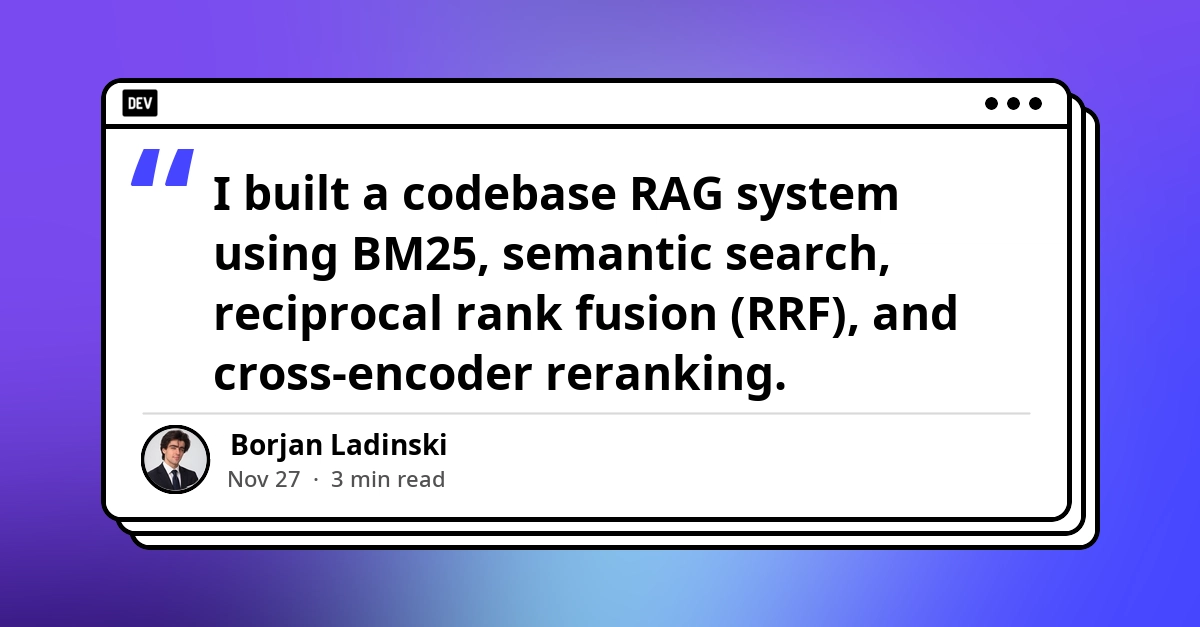 DEV
I built a codebase RAG system
using BM25, semantic search,
reciprocal rank fusion (RRF), and
cross-encoder reranking.
Borjan Ladinski
Nov 27 · 3 min read